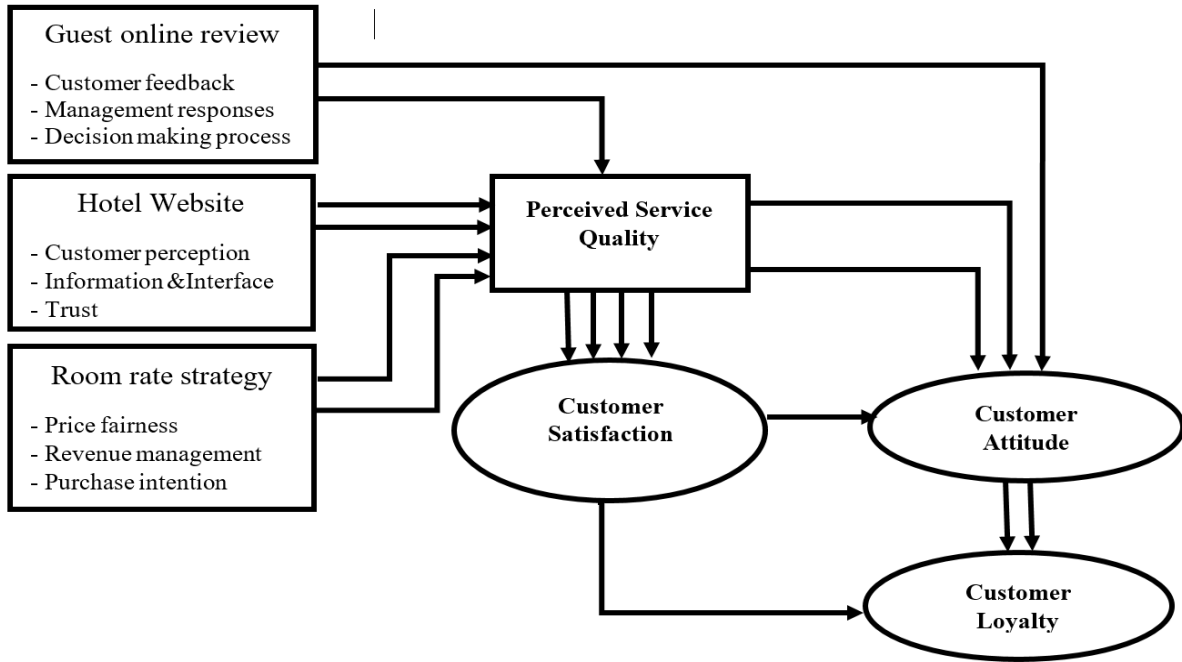 Guest online review
- Customer feedback
- Management responses
- Decision making process
Hotel Website
- Customer perception
- Information &Interface
- Trust
Room rate strategy
- Price fairness
- Revenue management
- Purchase intention
Perceived Service
Quality
Customer
Satisfaction
Customer
Attitude
Customer
Loyalty